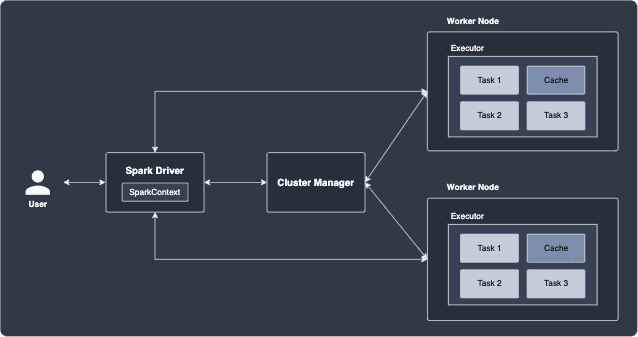 User
Spark Driver
SparkContext
Cluster Manager
Worker Node
Executor
Task 1
Cache
Task 2
Task 3
Worker Node
Executor
Task 1
Cache
Task 2
Task 3